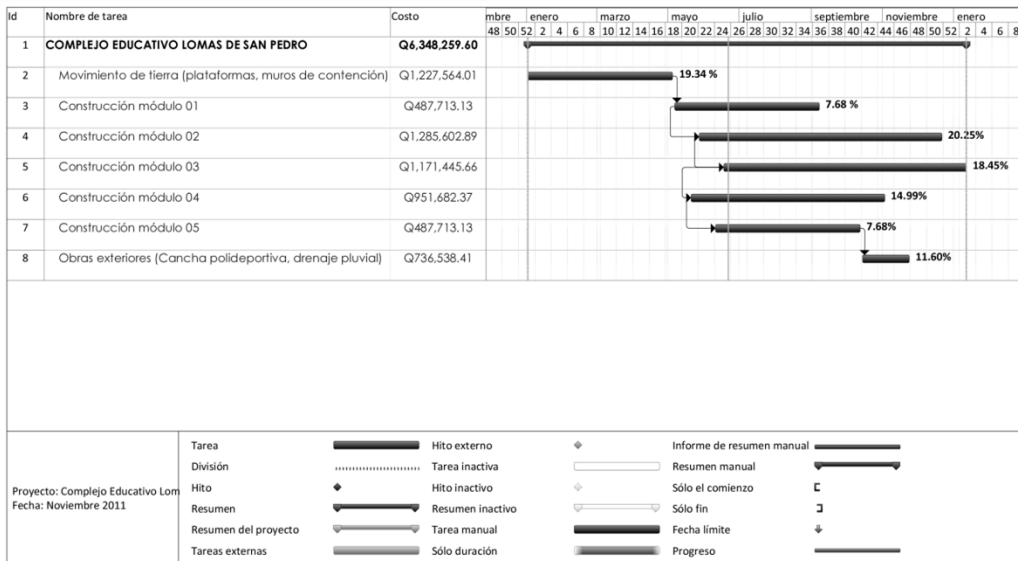 Id Nombre de tarea Costo mbre enero marzo mayo julio septiembre noviembre enero
48 50 52 2 4 6 8 10 12 14 16 18 20 22 24 26 28 30 32 34 36 38 40 42 44 46 48 50 52 2 4 6 8
1 COMPLEJO EDUCATIVO LOMAS DE SAN PEDRO Q6,348,259.60
2 Movimiento de tierra (plataformas, muros de contención) Q1,227,564.01 19.34 %
3 Construcción módulo 01 Q487,713.13 7.68 %
4 Construcción módulo 02 Q1,285,602.89 20.25%
5 Construcción módulo 03 Q1,171,445.66 18.45%
6 Construcción módulo 04 Q951,682.37 14.99%
7 Construcción módulo 05 Q487,713.13 7.68%
8 Obras exteriores (Cancha polideportiva, drenaje pluvial) Q736,538.41 11.60%
Proyecto: Complejo Educativo Lom
Fecha: Noviembre 2011
Tarea Hito externo Informe de resumen manual
División Tarea inactiva Resumen manual
Hito Hito inactivo Sólo el comienzo
Resumen Resumen inactivo Sólo fin
Resumen del proyecto Tarea manual Fecha límite
Tareas externas Sólo duración Progreso